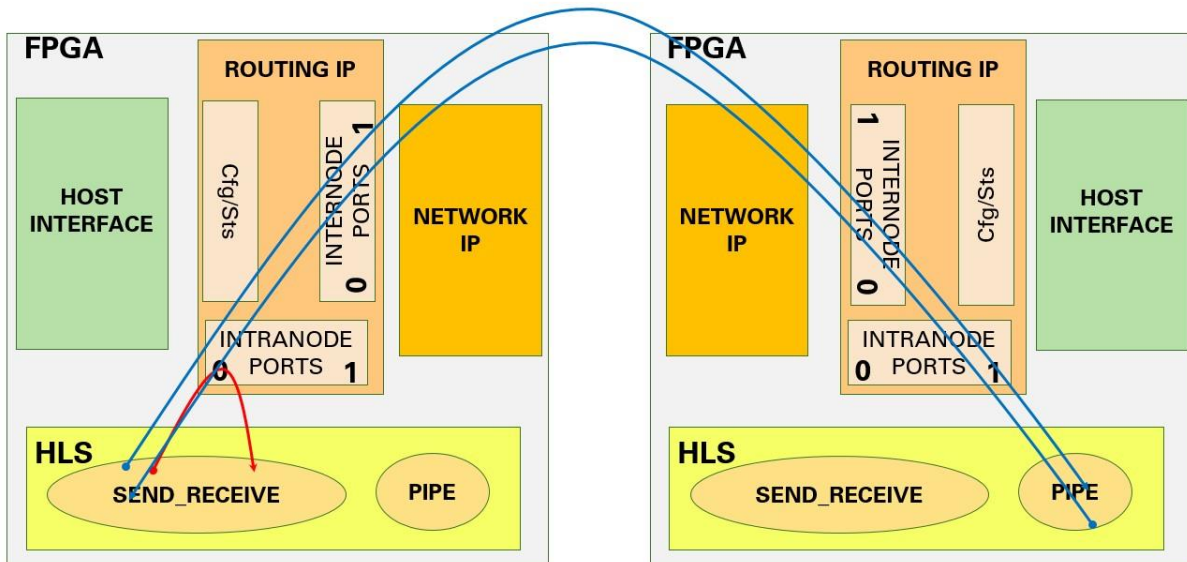 FPGA
ROUTING IP
HOST
INTERFACE
Cfg/Sts
INTERNODE
PORTS
1
0
NETWORK
IP
INTRANODE
PORTS
0
1
HLS
SEND_RECEIVE
PIPE
FPGA
ROUTING IP
NETWORK
IP
1
0
INTERNODE
PORTS
Cfg/Sts
HOST
INTERFACE
INTRANODE
PORTS
0
1
HLS
SEND_RECEIVE
PIPE